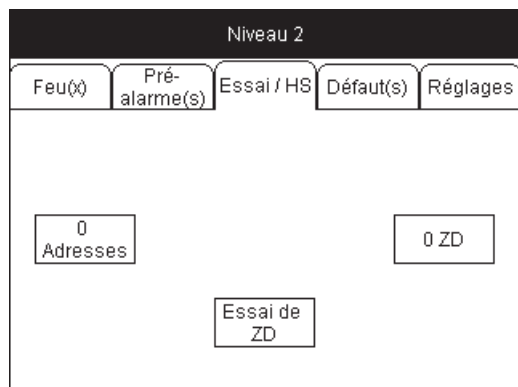 Niveau 2
Feu(x)
Pré-
alarme(s)
Essai / HS
Défaut(s)
Réglages
0
Adresses
0 ZD
Essai de
ZD